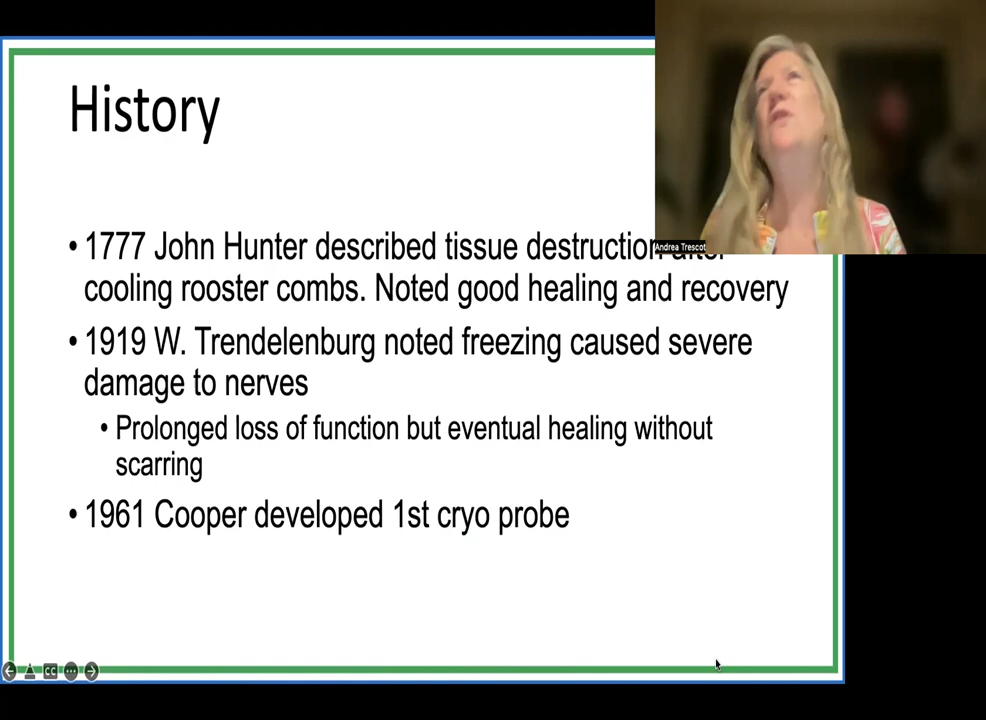 History
• 1777 John Hunter described tissue destruction after
cooling rooster combs. Noted good healing and recovery
• 1919 W. Trendelenburg noted freezing caused severe
damage to nerves
• Prolonged loss of function but eventual healing without
scarring
• 1961 Cooper developed 1st cryo probe
Andrea Trescot
CC